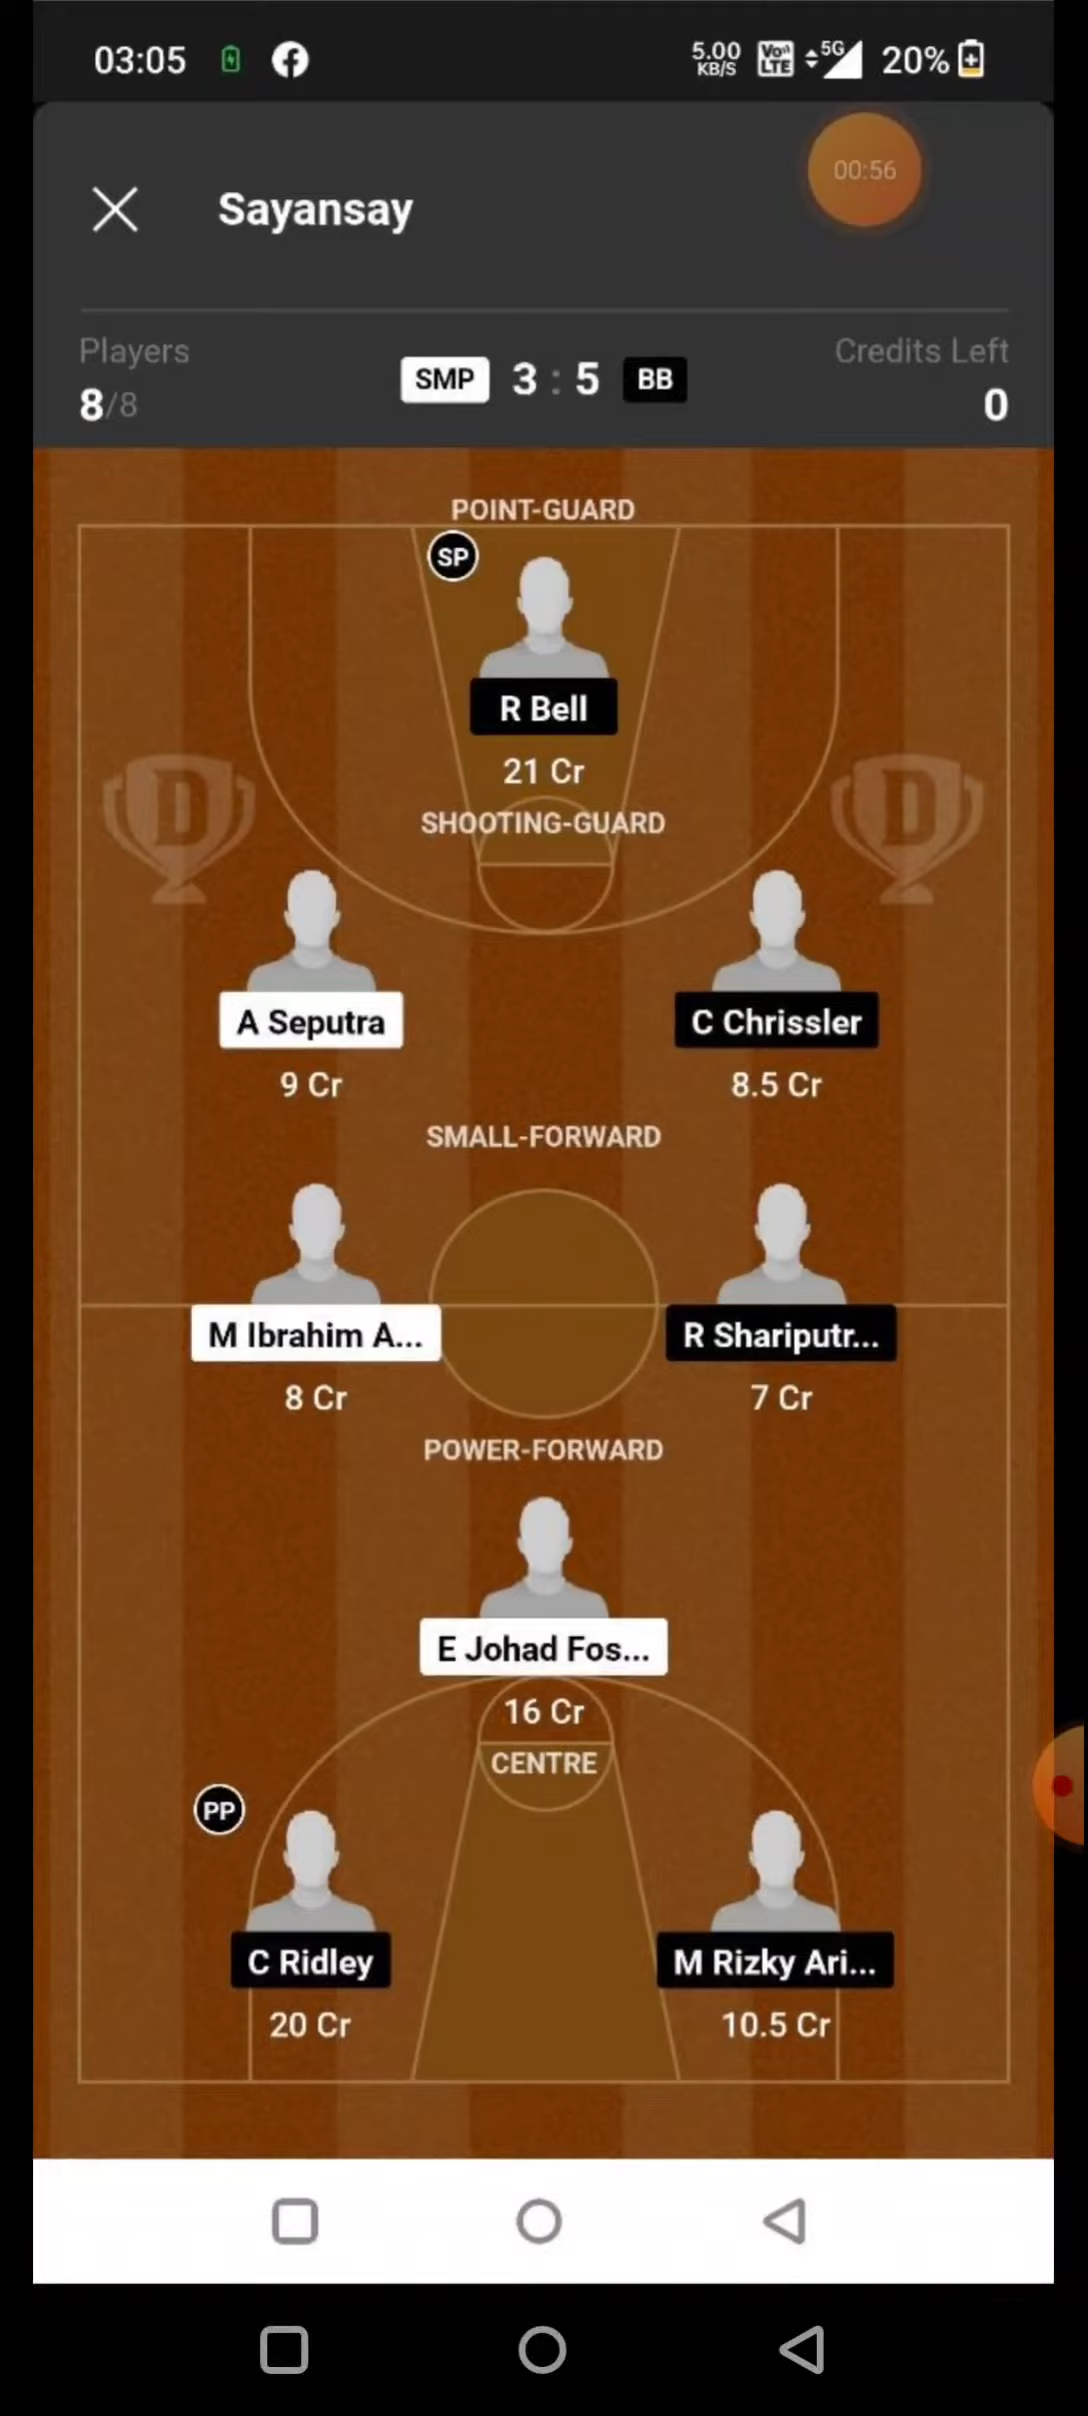 03:05
5.00
KB/S
Vo))
LTE
5G
20%
00:56
Sayansay
Players
8/8
SMP 3 : 5 BB
Credits Left
0
POINT-GUARD
SP
R Bell
21 Cr
SHOOTING-GUARD
D
D
A Seputra
9 Cr
C Chrissler
8.5 Cr
SMALL-FORWARD
M Ibrahim A...
8 Cr
R Shariputr...
7 Cr
POWER-FORWARD
E Johad Fos...
16 Cr
CENTRE
PP
C Ridley
20 Cr
M Rizky Ari...
10.5 Cr